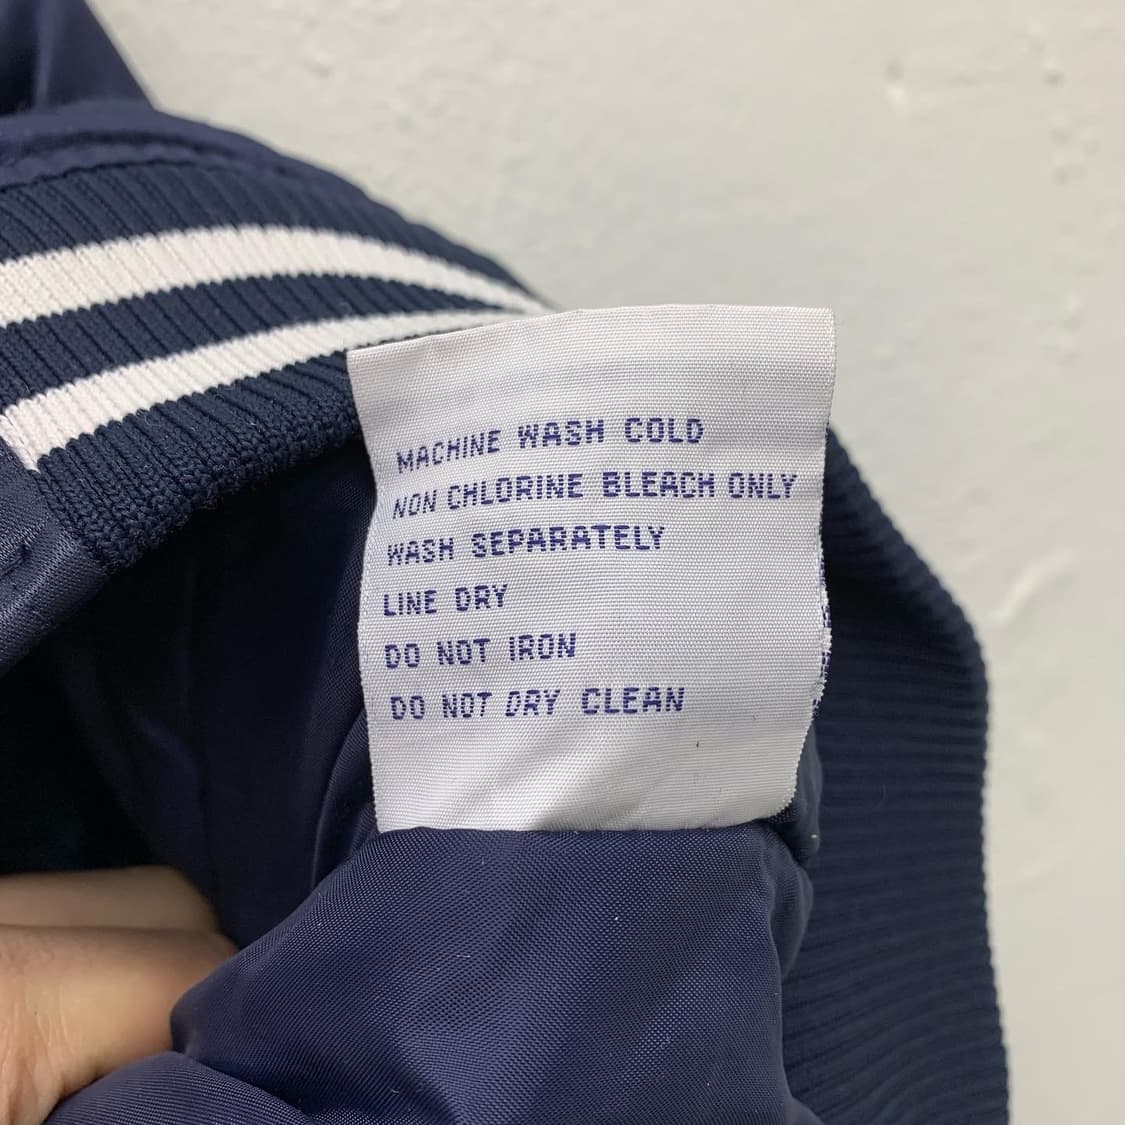 MACHINE WASH COLD
NON CHLORINE BLEACH ONLY
WASH SEPARATELY
LINE DRY
DO NOT IRON
DO NOT DRY CLEAN